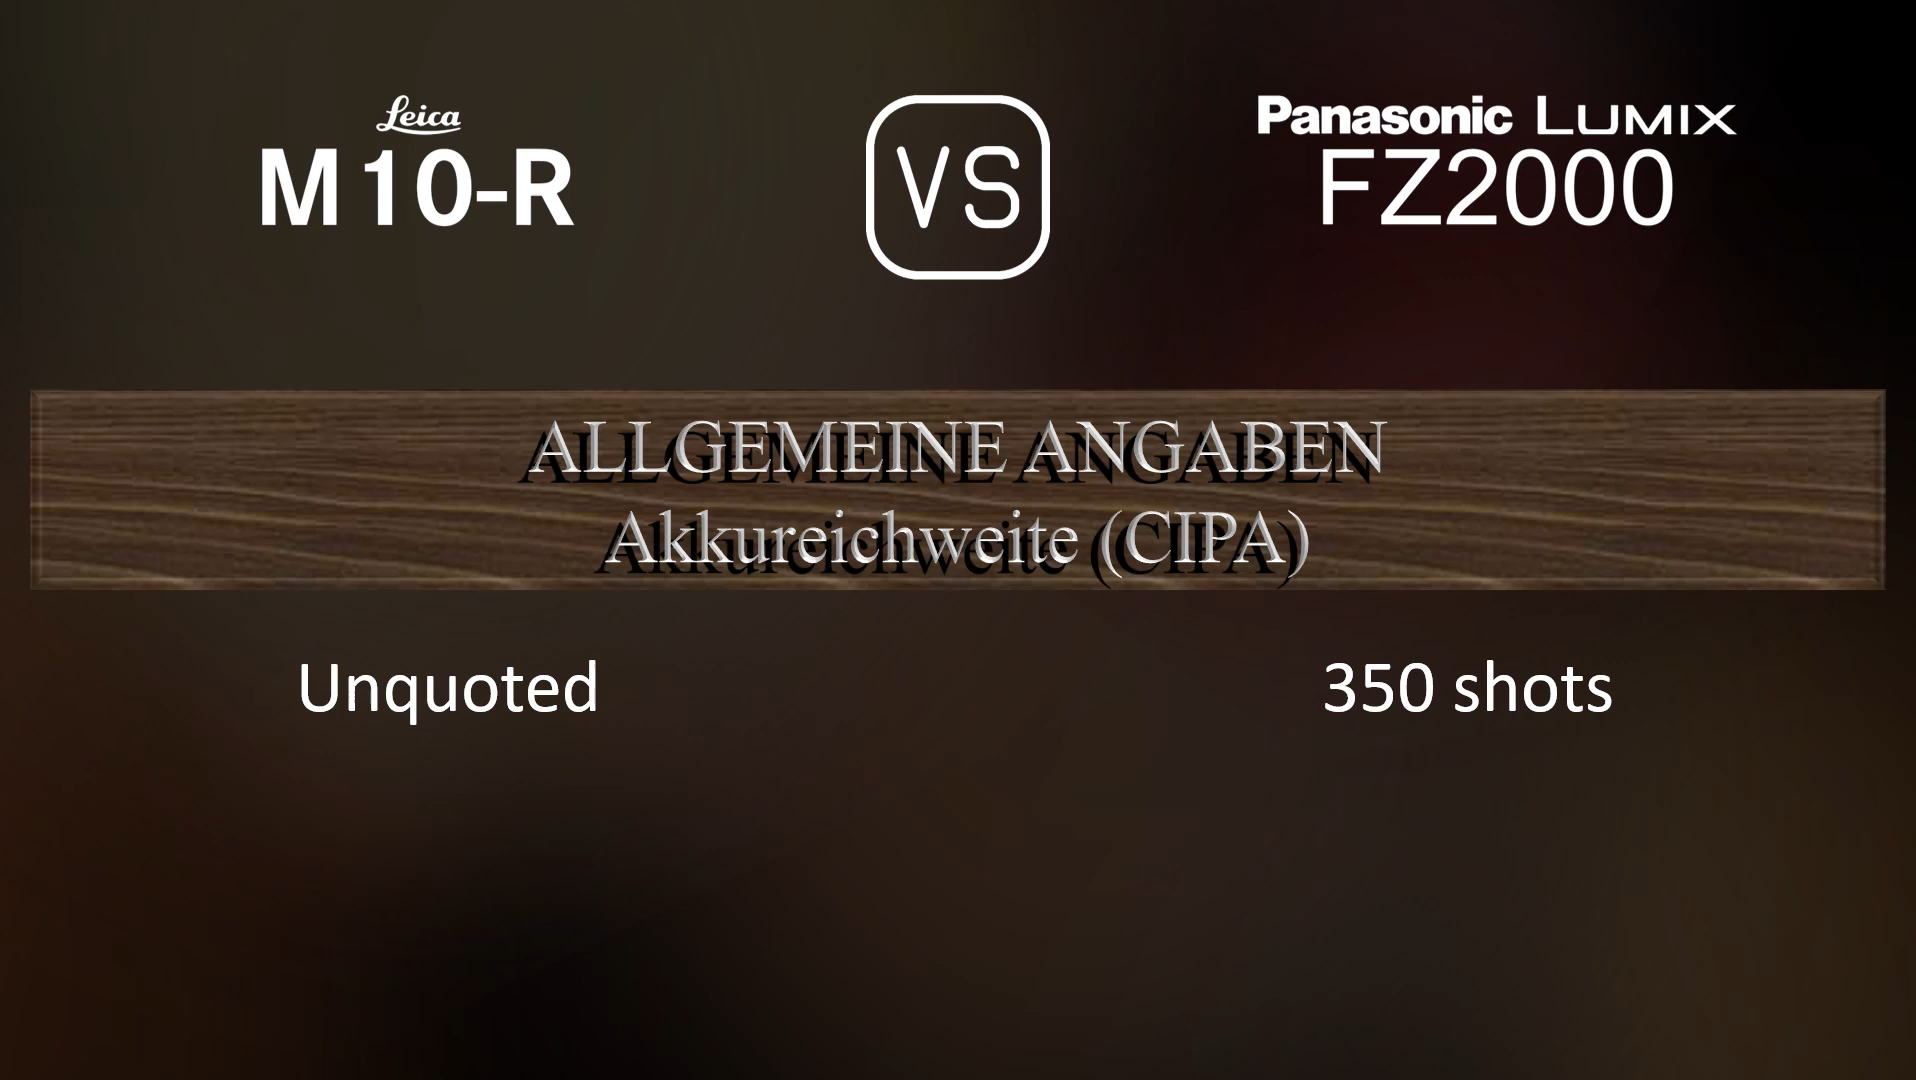 Leica
M10-R
VS
Panasonic LUMIX
FZ2000
ALLGEMEINE ANGABEN
Akkureichweite (CIPA)
Unquoted
350 shots